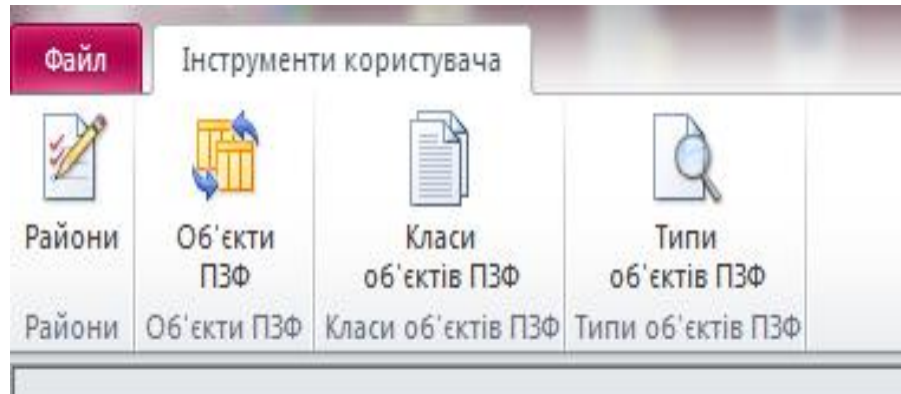 Файл Інструменти користувача
Райони Об'єкти ПЗФ Класи об'єктів ПЗФ Типи об'єктів ПЗФ
Райони Об'єкти ПЗФ Класи об'єктів ПЗФ Типи об'єктів ПЗФ